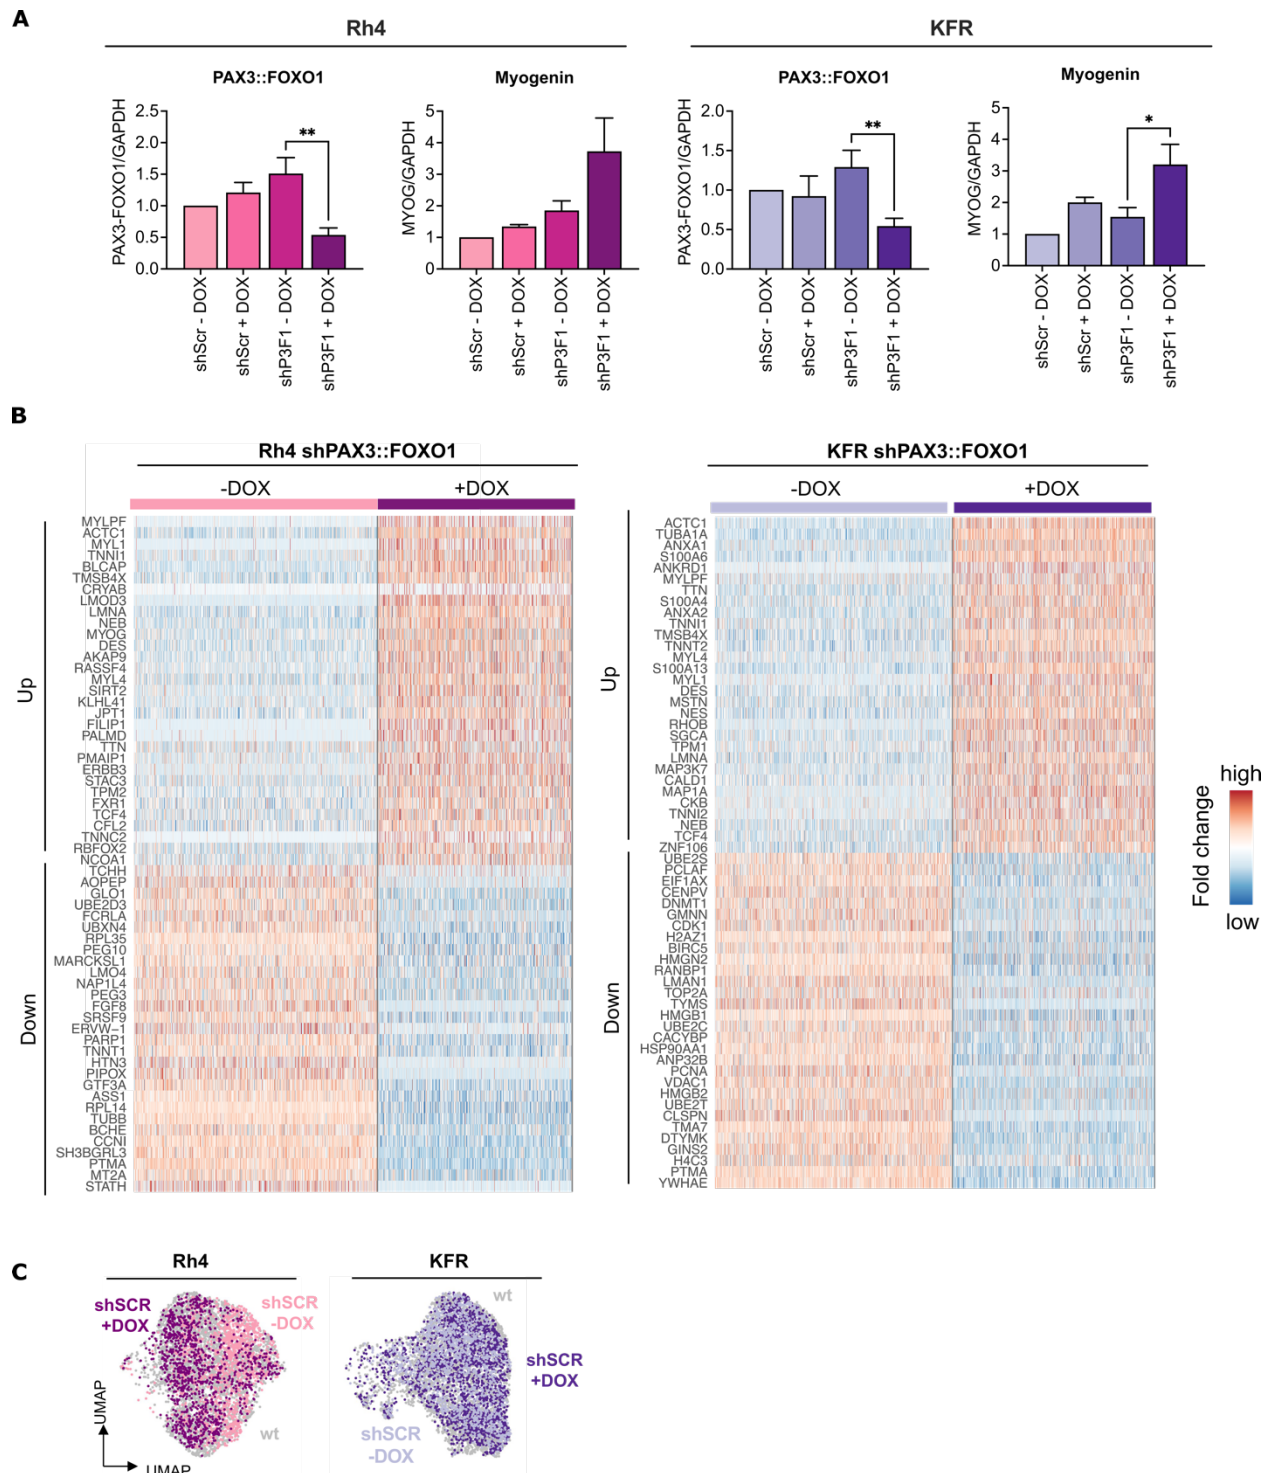 A
Rh4
KFR
PAX3::FOXO1
Myogenin
PAX3::FOXO1
Myogenin
PAX3-FOXO1/GAPDH
2.5
2.0
1.5
1.0
0.5
0.0
**
shScr - DOX
shScr + DOX
shP3F1 - DOX
shP3F1 + DOX
MYOG/GAPDH
5
4
3
2
1
0
shScr - DOX
shScr + DOX
shP3F1 - DOX
shP3F1 + DOX
PAX3-FOXO1/GAPDH
2.0
1.5
1.0
0.5
0.0
**
shScr - DOX
shScr + DOX
shP3F1 - DOX
shP3F1 + DOX
MYOG/GAPDH
5
4
3
2
1
0
*
shScr - DOX
shScr + DOX
shP3F1 - DOX
shP3F1 + DOX
B
Rh4 shPAX3::FOXO1
-DOX
+DOX
Up
MYLPF
ACTC1
MYL1
TNNI1
BLCAP
TMSB4X
CRYAB
LMOD3
LMNA
NEB
MYOG
DES
AKAP9
RASSF4
MYL4
SIRT2
KLHL41
JPT1
FILIP1
PALMD
TTN
PMAIP1
ERBB3
STAC3
TPM2
FXR1
TCF4
CFL2
TNNC2
RBFOX2
NCOA1
Down
TCHH
AOPEP
GLO1
UBE2D3
FCRLA
UBXN4
RPL35
PEG10
MARCKSL1
LMO4
NAP1L4
PEG3
FGF8
SRSF9
ERVW-1
PARP1
TNNT1
HTN3
PIPOX
GTF3A
ASS1
RPL14
TUBB
BCHE
CCNI
SH3BGRL3
PTMA
MT2A
STATH
KFR shPAX3::FOXO1
-DOX
+DOX
Up
ACTC1
TUBA1A
ANXA1
S100A6
ANKRD1
MYLPF
TTN
S100A4
ANXA2
TNNI1
TMSB4X
TNNT2
MYL4
S100A13
MYL1
DES
MSTN
NES
RHOB
SGCA
TPM1
LMNA
MAP3K7
CALD1
MAP1A
CKB
TNNI2
NEB
TCF4
ZNF106
Down
UBE2S
PCLAF
EIF1AX
CENPV
DNMT1
GMNN
CDK1
H2AZ1
BIRC5
HMGN2
RANBP1
LMAN1
TOP2A
TYMS
HMGB1
UBE2C
CACYBP
HSP90AA1
ANP32B
PCNA
VDAC1
HMGB2
UBE2T
CLSPN
TMA7
DTYMK
GINS2
H4C3
PTMA
YWHAE
Fold change
high
low
C
Rh4
shSCR
+DOX
shSCR
-DOX
wt
UMAP
UMAP
KFR
wt
shSCR
+DOX
shSCR
-DOX